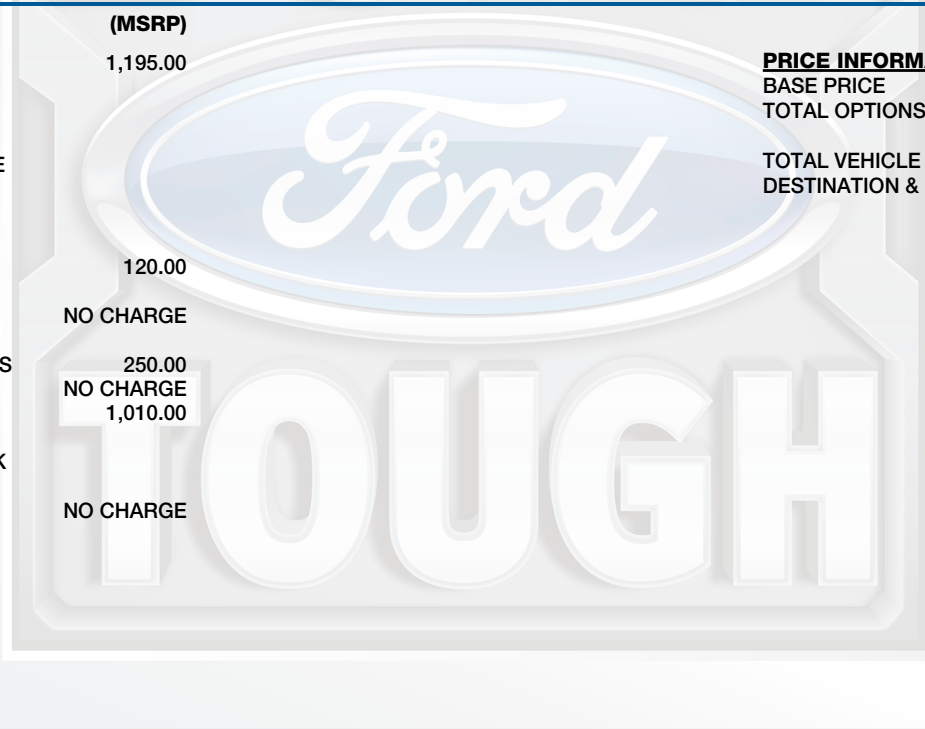 (MSRP)
1,195.00
E
120.00
NO CHARGE
S 250.00
NO CHARGE
1,010.00
K
NO CHARGE
PRICE INFORMA
BASE PRICE
TOTAL OPTIONS
TOTAL VEHICLE
DESTINATION &
Ford
TOUGH